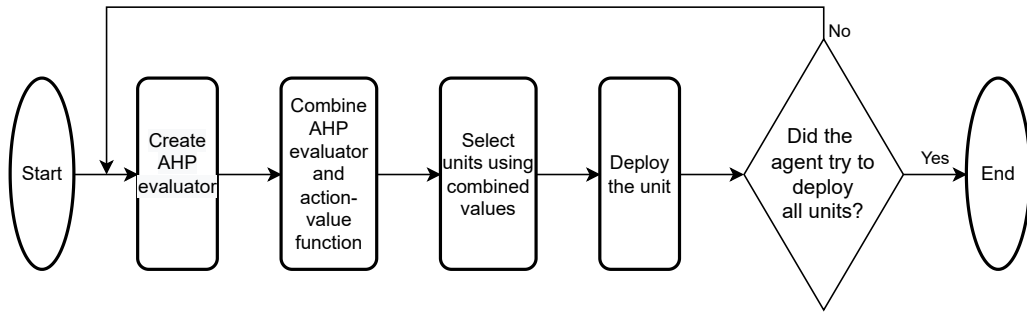 Start
Create
AHP
evaluator
Combine
AHP
evaluator
and
action-
value
function
Select
units using
combined
values
Deploy
the unit
Did the
agent try to
deploy
all units?
No
Yes
End